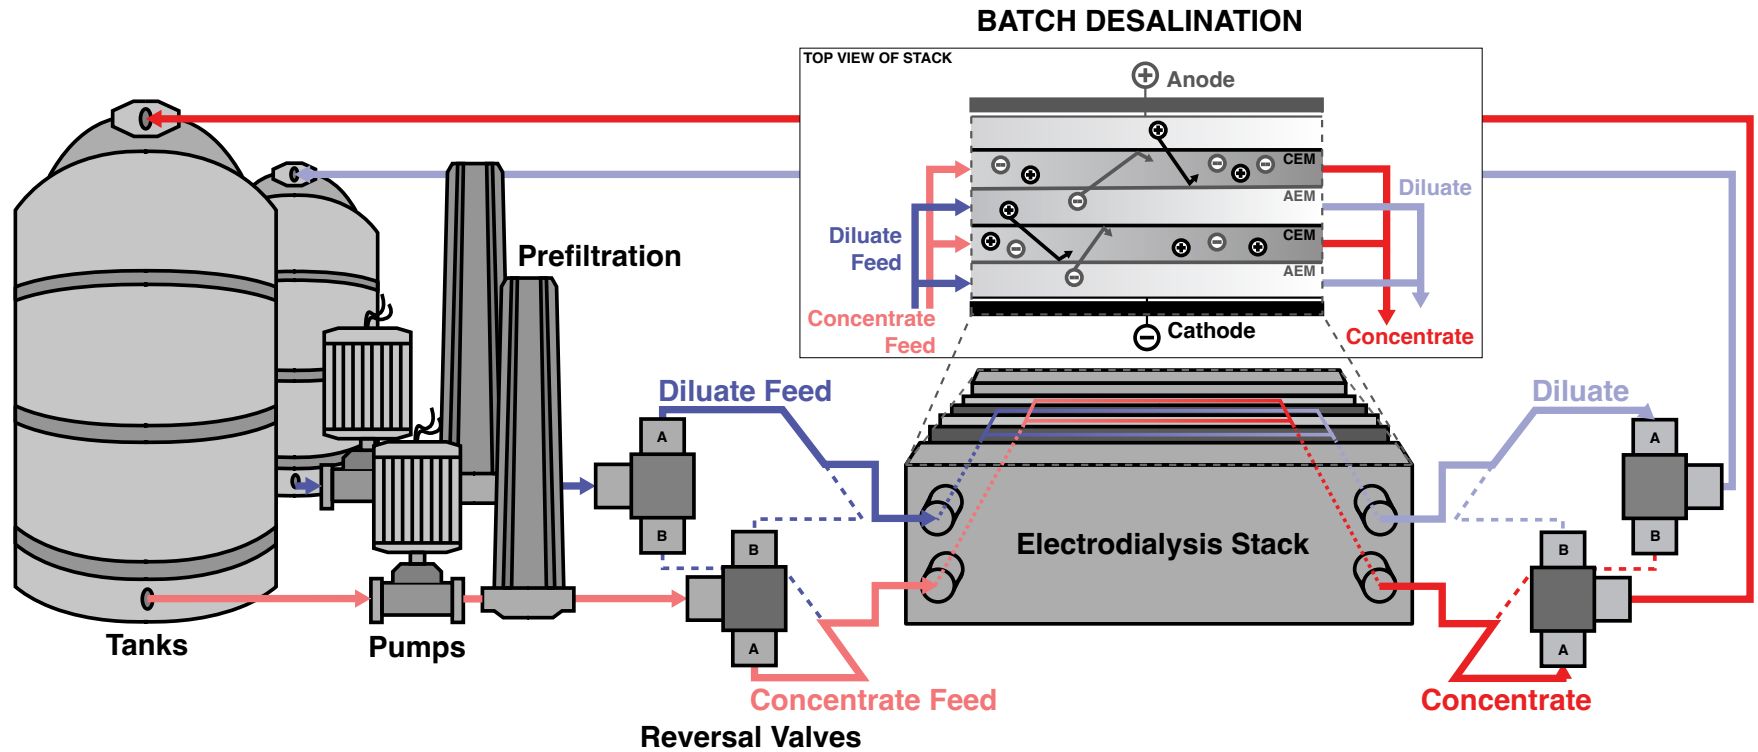 BATCH DESALINATION
TOP VIEW OF STACK
Anode
CEM
AEM
CEM
AEM
Diluate
Feed
Concentrate
Feed
Diluate
Concentrate
Cathode
Prefiltration
Diluate Feed
Diluate
A
B
B
A
A
B
B
A
Electrodialysis Stack
Tanks
Pumps
Concentrate Feed
Concentrate
Reversal Valves